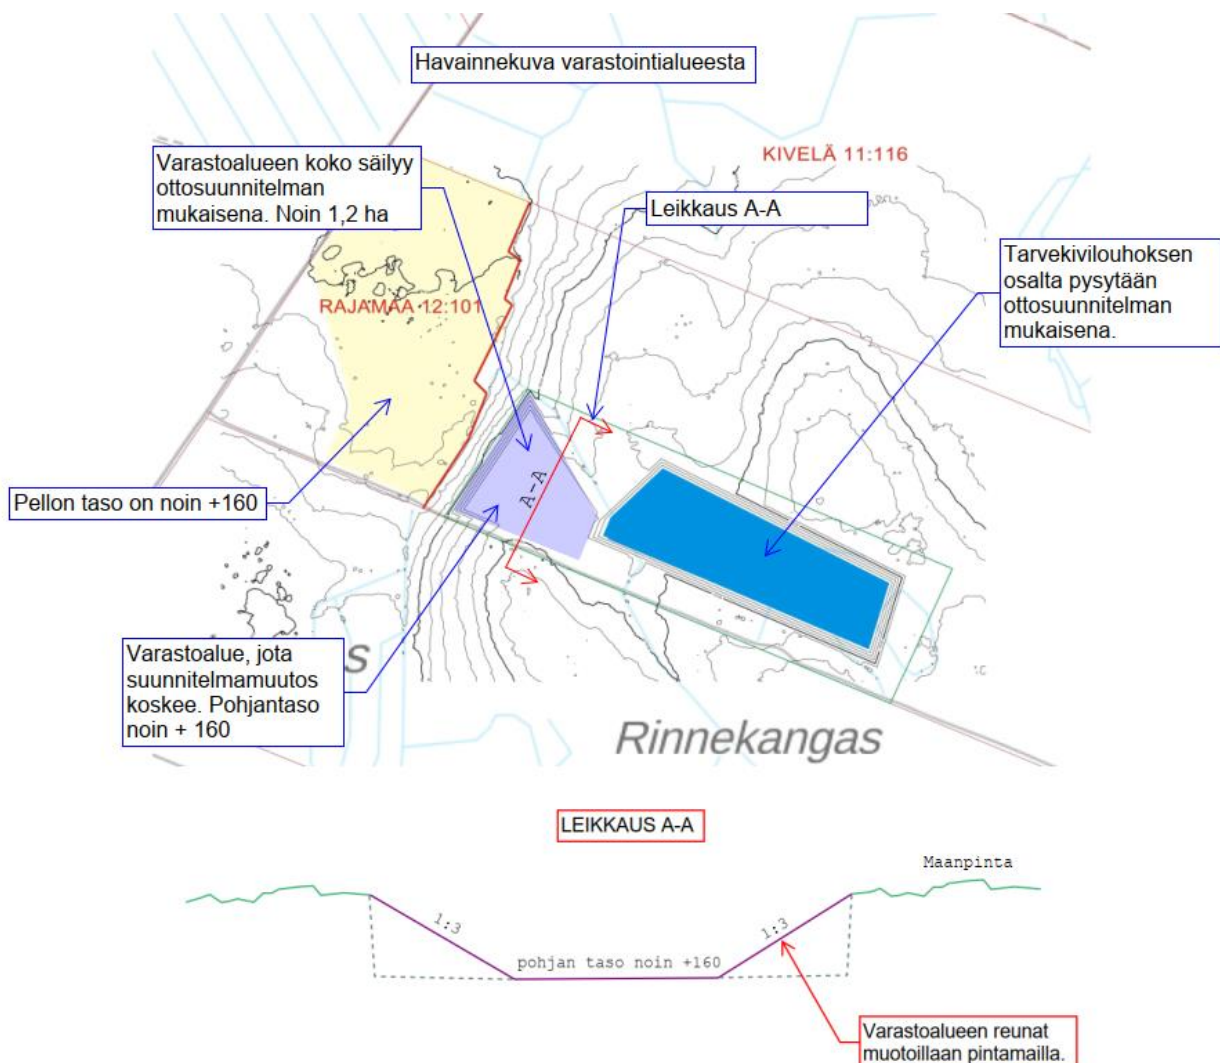 Havainnekuva varastointialueesta
KIVELÄ 11:116
Varastoalueen koko säilyy
ottosuunnitelman
mukaisena. Noin 1,2 ha
Leikkaus A-A
Tarvekivilouhoksen
osalta pysytään
ottosuunnitelman
mukaisena.
RAJAMAA 12:101
A-A
Pellon taso on noin +160
s
Varastoalue, jota
suunnitelmamuutos
koskee. Pohjantaso
noin + 160
Rinnekangas
LEIKKAUS A-A
Maanpinta
1:3
1:3
pohjan taso noin +160
Varastoalueen reunat
muotoillaan pintamailla.